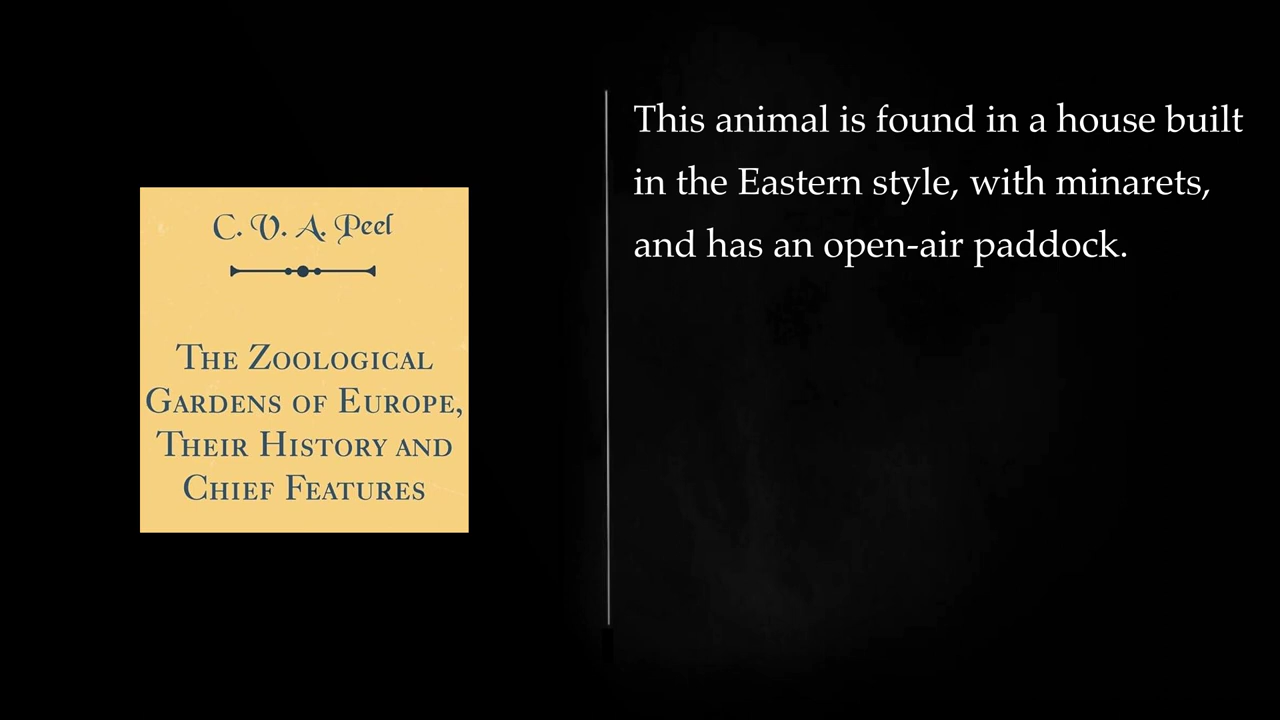 C. V. A. Peel
The Zoological
Gardens of Europe,
Their History and
Chief Features
This animal is found in a house built
in the Eastern style, with minarets,
and has an open-air paddock.